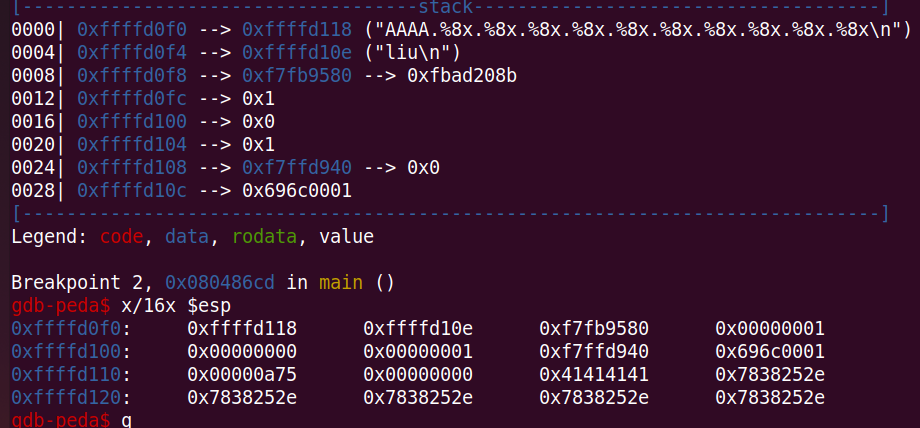 [------------------------------------stack-------------------------------------]
0000| 0xffffd0f0 --> 0xffffd118 ("AAAA.%8x.%8x.%8x.%8x.%8x.%8x.%8x.%8x\n")
0004| 0xffffd0f4 --> 0xffffd10e ("liu\n")
0008| 0xffffd0f8 --> 0xf7fb9580 --> 0xfbad208b
0012| 0xffffd0fc --> 0x1
0016| 0xffffd100 --> 0x0
0020| 0xffffd104 --> 0x1
0024| 0xffffd108 --> 0xf7ffd940 --> 0x0
0028| 0xffffd10c --> 0x696c0001
[------------------------------------------------------------------------------]
Legend: code, data, rodata, value
Breakpoint 2, 0x080486cd in main ()
gdb-peda$ x/16x $esp
0xffffd0f0: 0xffffd118 0xffffd10e 0xf7fb9580 0x00000001
0xffffd100: 0x00000000 0x00000001 0xf7ffd940 0x696c0001
0xffffd110: 0x00000a75 0x00000000 0x41414141 0x7838252e
0xffffd120: 0x7838252e 0x7838252e 0x7838252e 0x7838252e
gdb-peda$ q